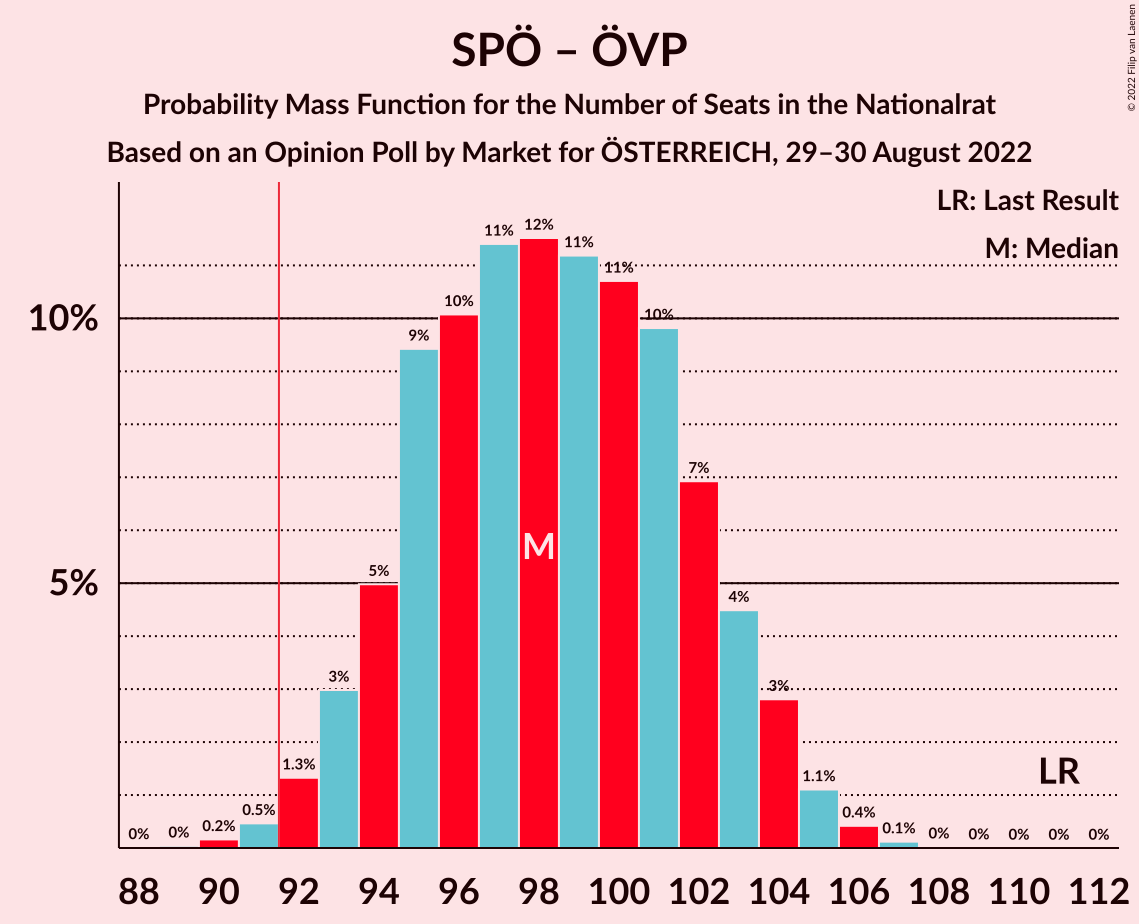 SPÖ – ÖVP
Probability Mass Function for the Number of Seats in the Nationalrat
Based on an Opinion Poll by Market for ÖSTERREICH, 29–30 August 2022
© 2022 Filip van Laenen
LR: Last Result
M: Median
10%
5%
0% 0% 0.2% 0.5% 1.3% 3% 5% 9% 10% 11% 12% 11% 11% 10% 7% 4% 3% 1.1% 0.4% 0.1% 0% 0% 0% 0% 0%
M
LR
88 90 92 94 96 98 100 102 104 106 108 110 112